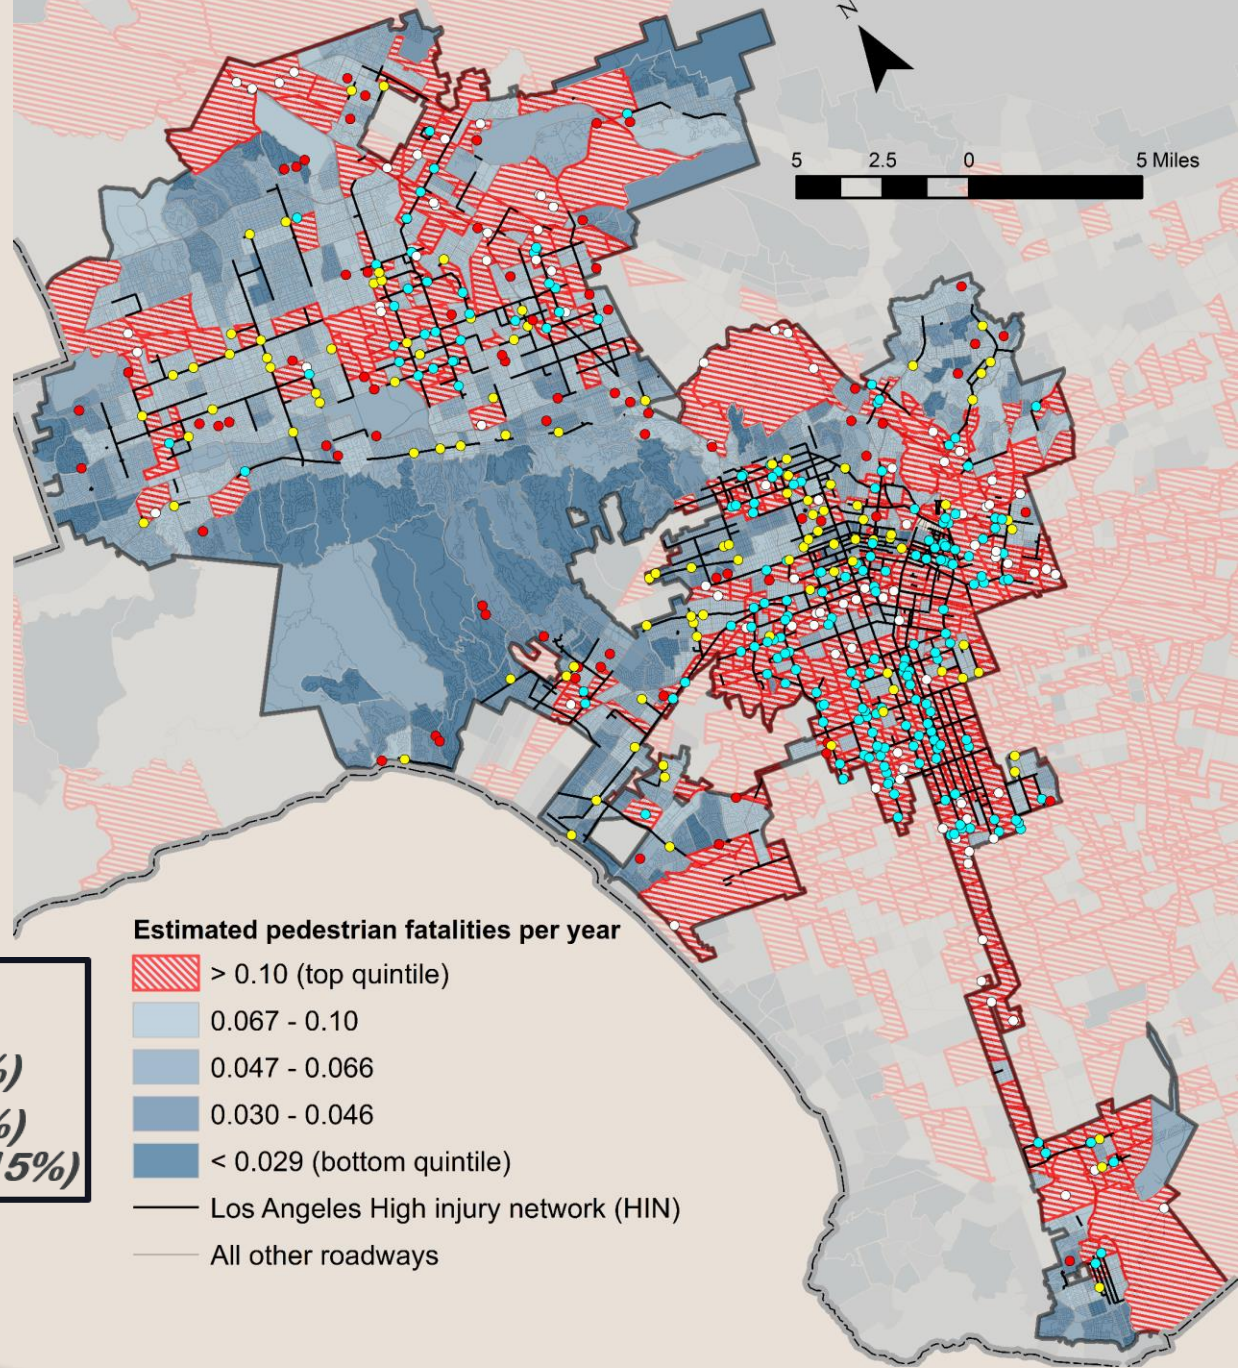 N
5 2.5 0 5 Miles
Estimated pedestrian fatalities per year
> 0.10 (top quintile)
0.067 - 0.10
0.047 - 0.066
0.030 - 0.046
< 0.029 (bottom quintile)
Los Angeles High injury network (HIN)
All other roadways
%)
%)
15%)